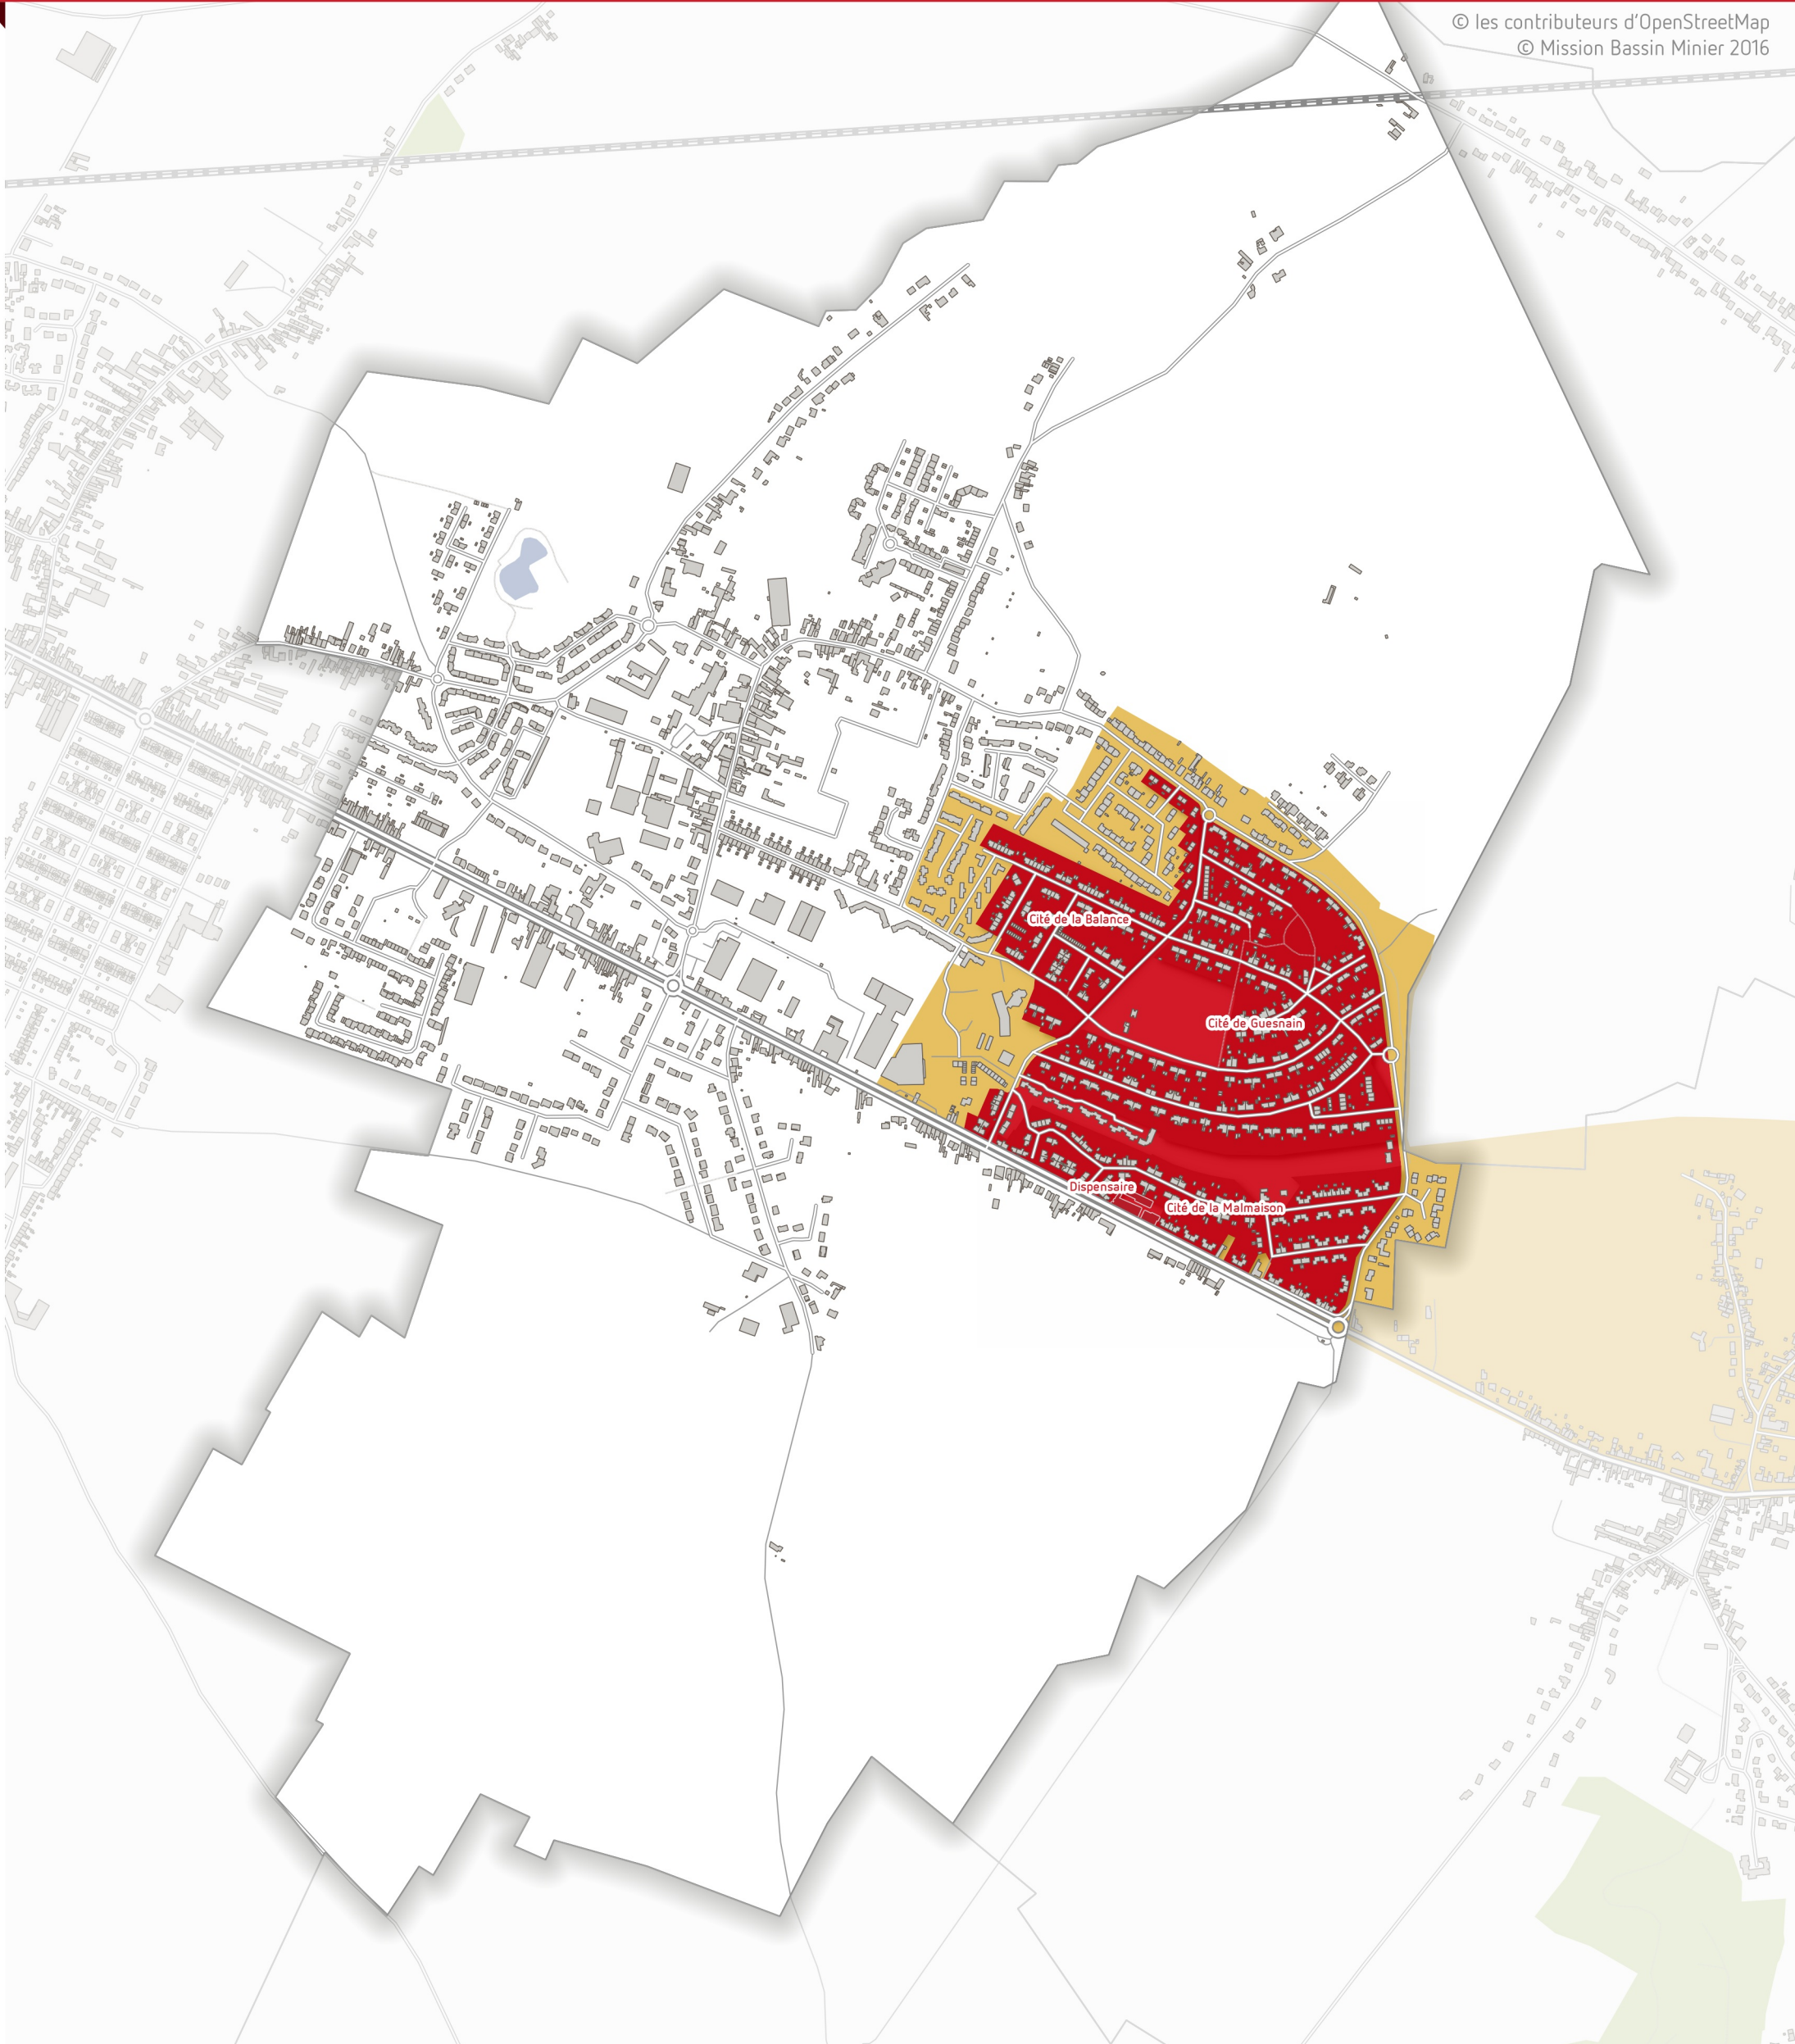 © les contributeurs d'OpenStreetMap
© Mission Bassin Minier 2016
Cité de la Balance
Cité de Guesnain
Dispensaire
Cité de la Malmaison